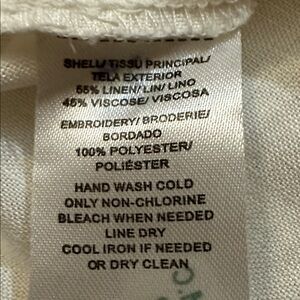 SHELL/ TISSU PRINCIPAL/
TELA EXTERIOR
55% LINEN/ LIN/ LINO
45% VISCOSE/ VISCOSA
EMBROIDERY/ BRODERIE/
BORDADO
100% POLYESTER/
POLIÉSTER
HAND WASH COLD
ONLY NON-CHLORINE
BLEACH WHEN NEEDED
LINE DRY
COOL IRON IF NEEDED
OR DRY CLEAN